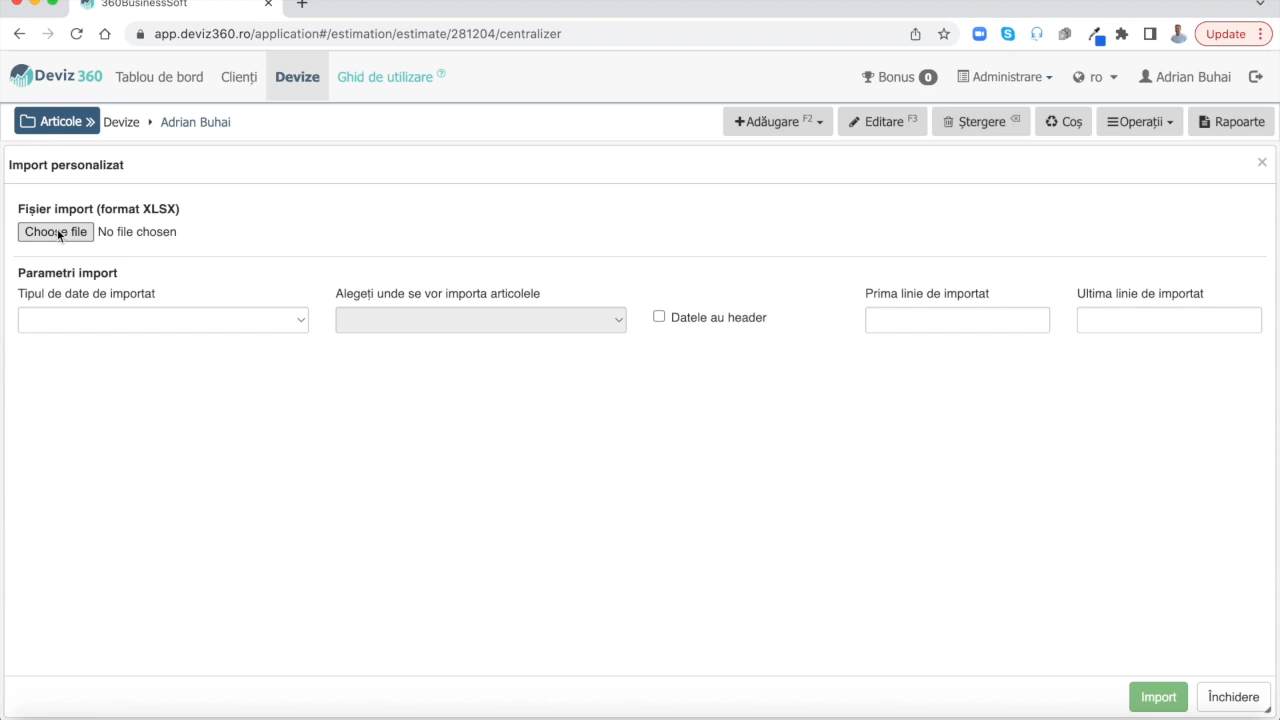 360BusinessSoft
app.deviz360.ro/application#/estimation/estimate/281204/centralizer
Update
Deviz 360 Tablou de bord Clienți Devize Ghid de utilizare ? Bonus 0 Administrare ro Adrian Buhai
Articole Devize Adrian Buhai Adăugare F2 Editare F3 Ștergere Coș Operații Rapoarte
Import personalizat
Fișier import (format XLSX)
Choose file No file chosen
Parametri import
Tipul de date de importat Alegeți unde se vor importa articolele Prima linie de importat Ultima linie de importat
Datele au header
Import Închidere